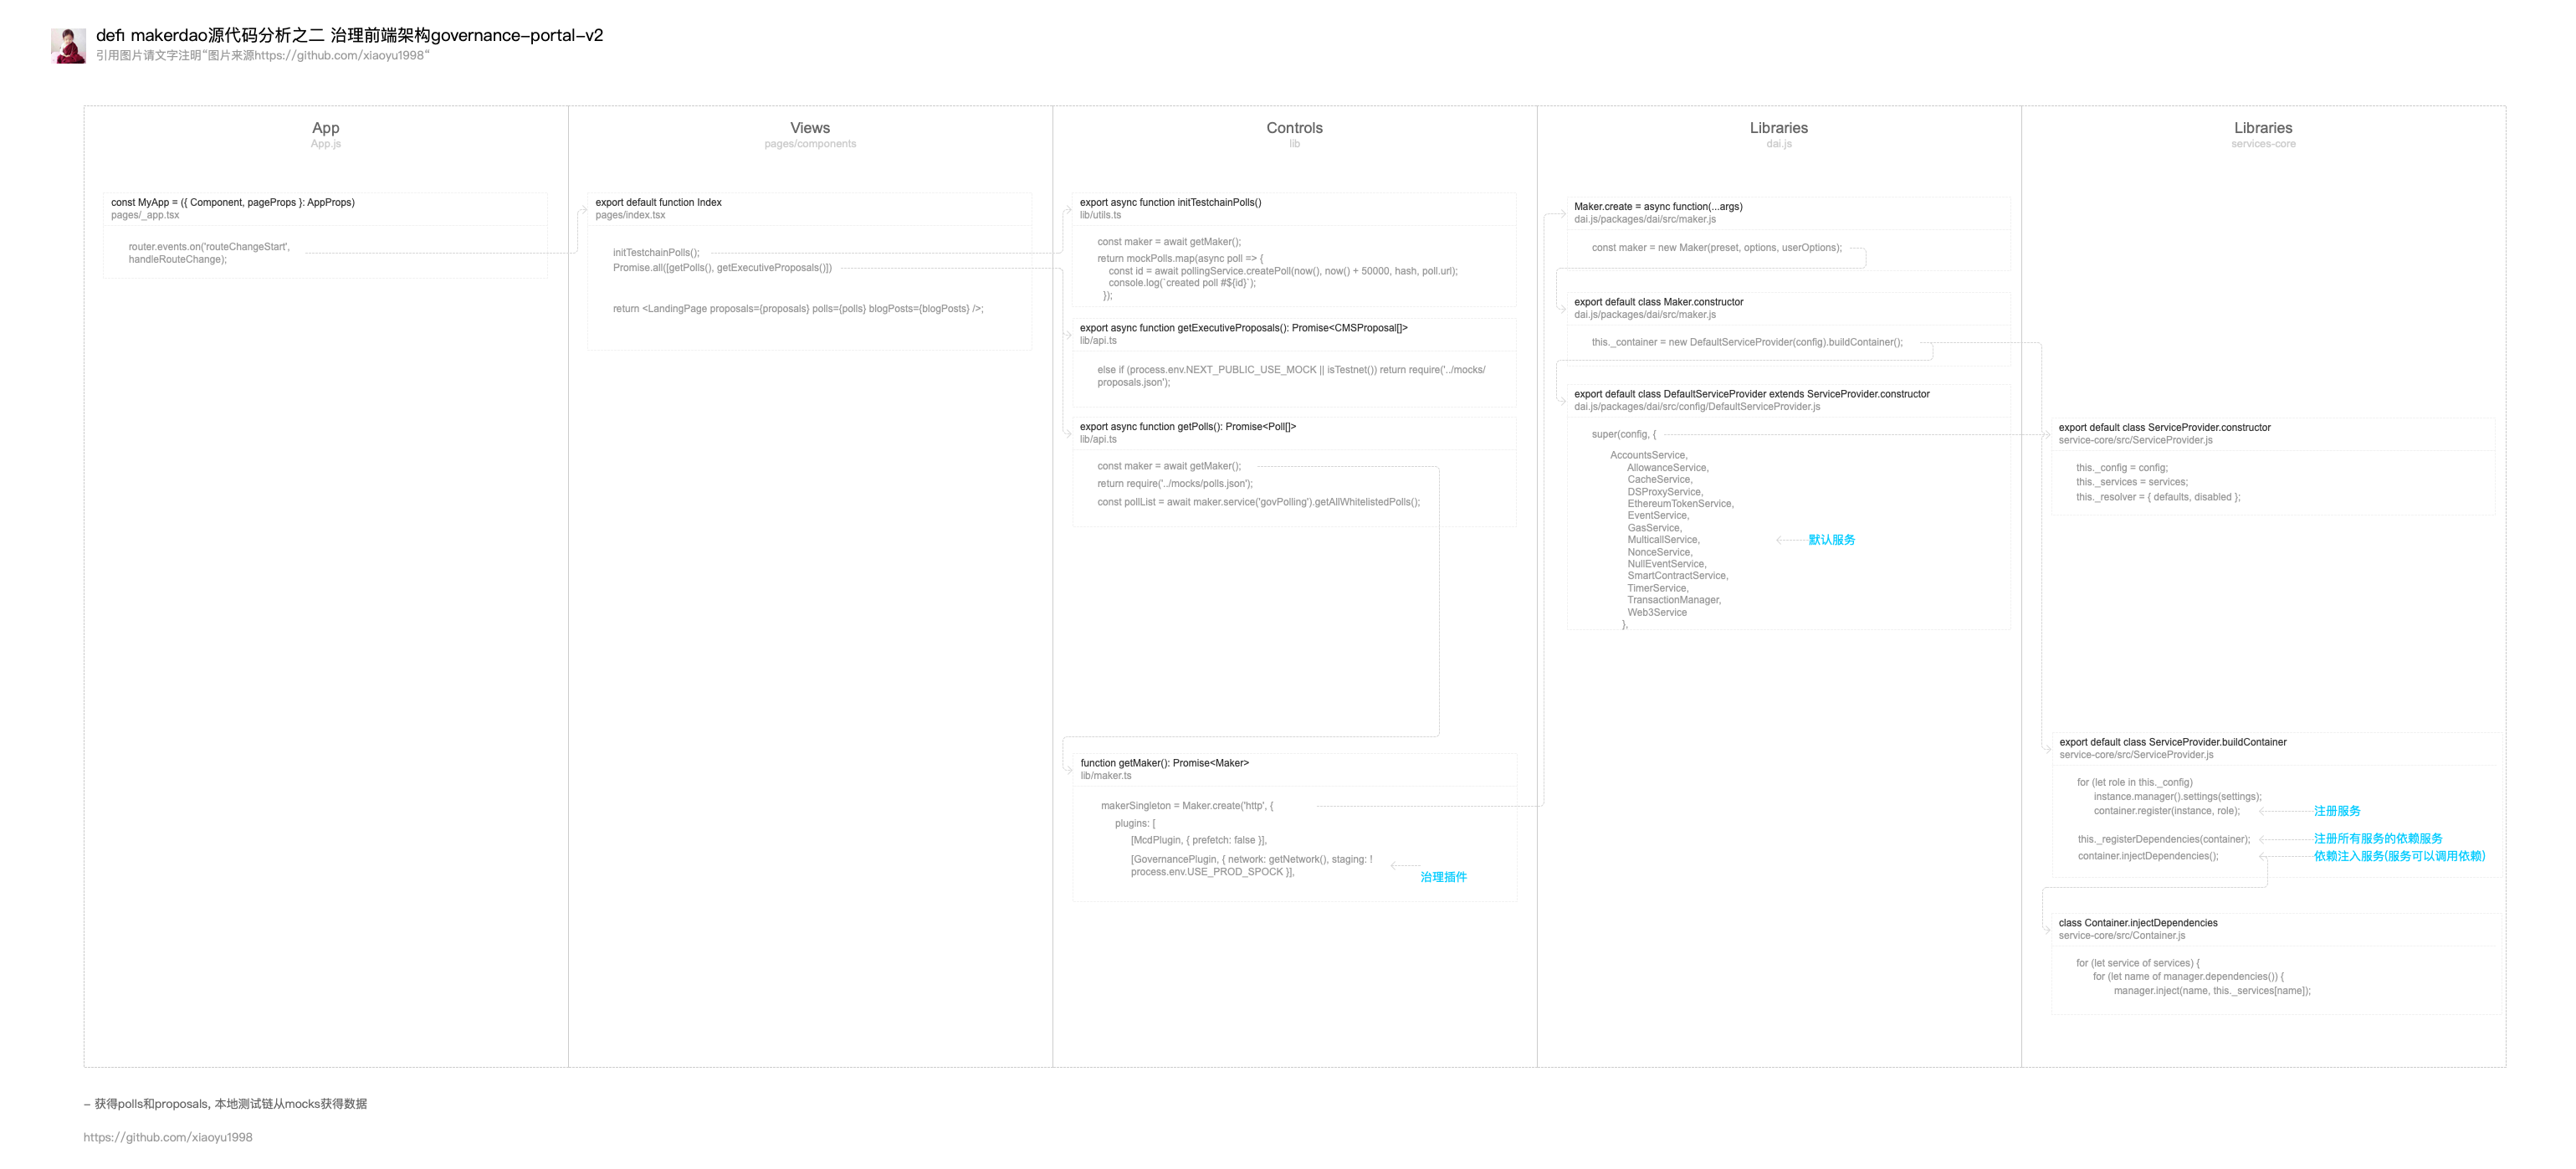 defi makerdao源代码分析之二 治理前端架构governance-portal-v2
引用图片请文字注明“图片来源https://github.com/xiaoyu1998“
App
App.js
const MyApp = ({ Component, pageProps }: AppProps)
pages/_app.tsx
router.events.on('routeChangeStart',
handleRouteChange);
Views
pages/components
export default function Index
pages/index.tsx
initTestchainPolls();
Promise.all([getPolls(), getExecutiveProposals()])
return <LandingPage proposals={proposals} polls={polls} blogPosts={blogPosts} />;
Controls
lib
export async function initTestchainPolls()
lib/utils.ts
const maker = await getMaker();
return mockPolls.map(async poll => {
const id = await pollingService.createPoll(now(), now() + 50000, hash, poll.url);
console.log(`created poll #${id}`);
});
export async function getExecutiveProposals(): Promise<CMSProposal[]>
lib/api.ts
else if (process.env.NEXT_PUBLIC_USE_MOCK || isTestnet()) return require('../mocks/
proposals.json');
export async function getPolls(): Promise<Poll[]>
lib/api.ts
const maker = await getMaker();
return require('../mocks/polls.json');
const pollList = await maker.service('govPolling').getAllWhitelistedPolls();
function getMaker(): Promise<Maker>
lib/maker.ts
makerSingleton = Maker.create('http', {
plugins: [
[McdPlugin, { prefetch: false }],
[GovernancePlugin, { network: getNetwork(), staging: !
process.env.USE_PROD_SPOCK }],
治理插件
Libraries
dai.js
Maker.create = async function(...args)
dai.js/packages/dai/src/maker.js
const maker = new Maker(preset, options, userOptions);
export default class Maker.constructor
dai.js/packages/dai/src/maker.js
this._container = new DefaultServiceProvider(config).buildContainer();
export default class DefaultServiceProvider extends ServiceProvider.constructor
dai.js/packages/dai/src/config/DefaultServiceProvider.js
super(config, {
AccountsService,
AllowanceService,
CacheService,
DSProxyService,
EthereumTokenService,
EventService,
GasService,
MulticallService,
默认服务
NonceService,
NullEventService,
SmartContractService,
TimerService,
TransactionManager,
Web3Service
},
Libraries
services-core
export default class ServiceProvider.constructor
service-core/src/ServiceProvider.js
this._config = config;
this._services = services;
this._resolver = { defaults, disabled };
export default class ServiceProvider.buildContainer
service-core/src/ServiceProvider.js
for (let role in this._config)
instance.manager().settings(settings);
container.register(instance, role);
注册服务
this._registerDependencies(container);
注册所有服务的依赖服务
container.injectDependencies();
依赖注入服务(服务可以调用依赖)
class Container.injectDependencies
service-core/src/Container.js
for (let service of services) {
for (let name of manager.dependencies()) {
manager.inject(name, this._services[name]);
– 获得polls和proposals, 本地测试链从mocks获得数据
https://github.com/xiaoyu1998